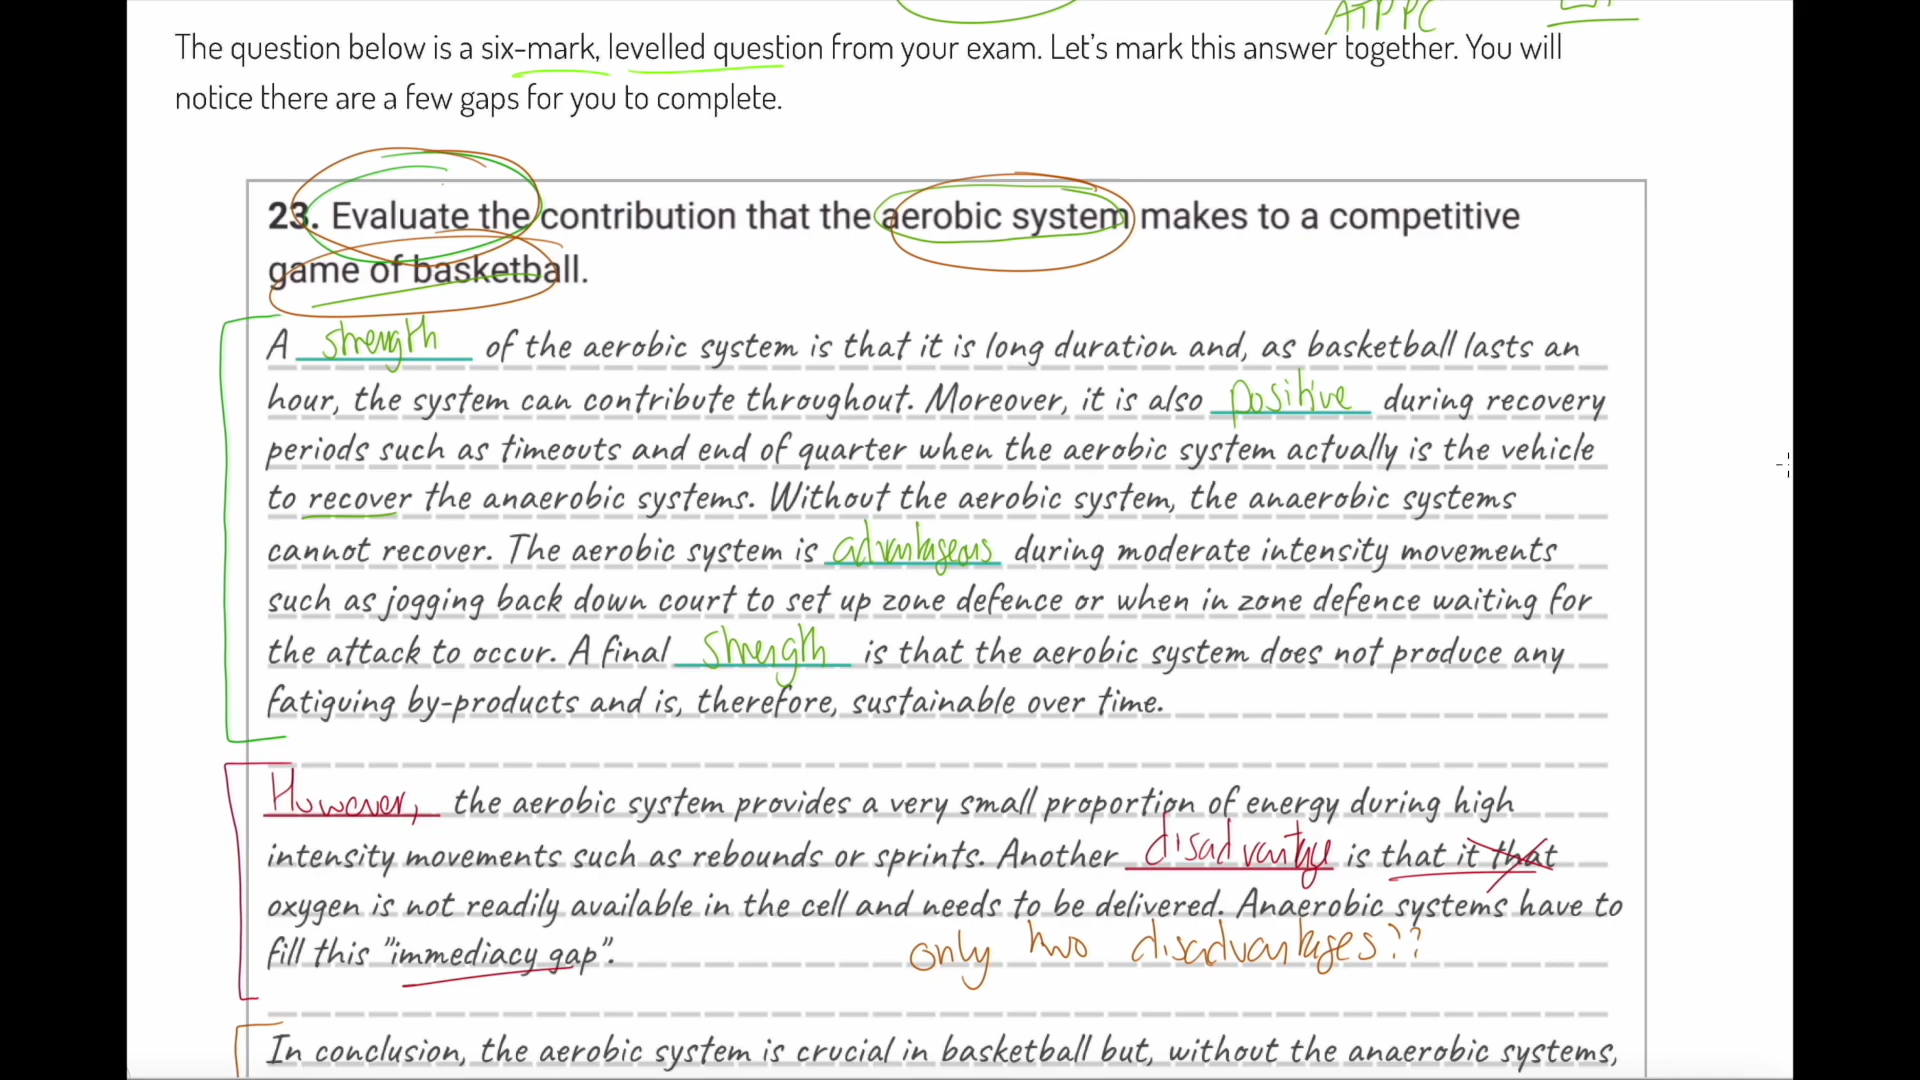 ATPPC
The question below is a six-mark, levelled question from your exam. Let's mark this answer together. You will
notice there are a few gaps for you to complete.
23. Evaluate the contribution that the aerobic system makes to a competitive
game of basketball.
A strength of the aerobic system is that it is long duration and, as basketball lasts an
hour, the system can contribute throughout. Moreover, it is also positive during recovery
periods such as timeouts and end of quarter when the aerobic system actually is the vehicle
to recover the anaerobic systems. Without the aerobic system, the anaerobic systems
cannot recover. The aerobic system is advantageous during moderate intensity movements
such as jogging back down court to set up zone defence or when in zone defence waiting for
the attack to occur. A final strength is that the aerobic system does not produce any
fatiguing by-products and is, therefore, sustainable over time.
However, the aerobic system provides a very small proportion of energy during high
intensity movements such as rebounds or sprints. Another disadvantage is that it that
oxygen is not readily available in the cell and needs to be delivered. Anaerobic systems have to
fill this "immediacy gap".
only two disadvantages??
In conclusion, the aerobic system is crucial in basketball but, without the anaerobic systems,